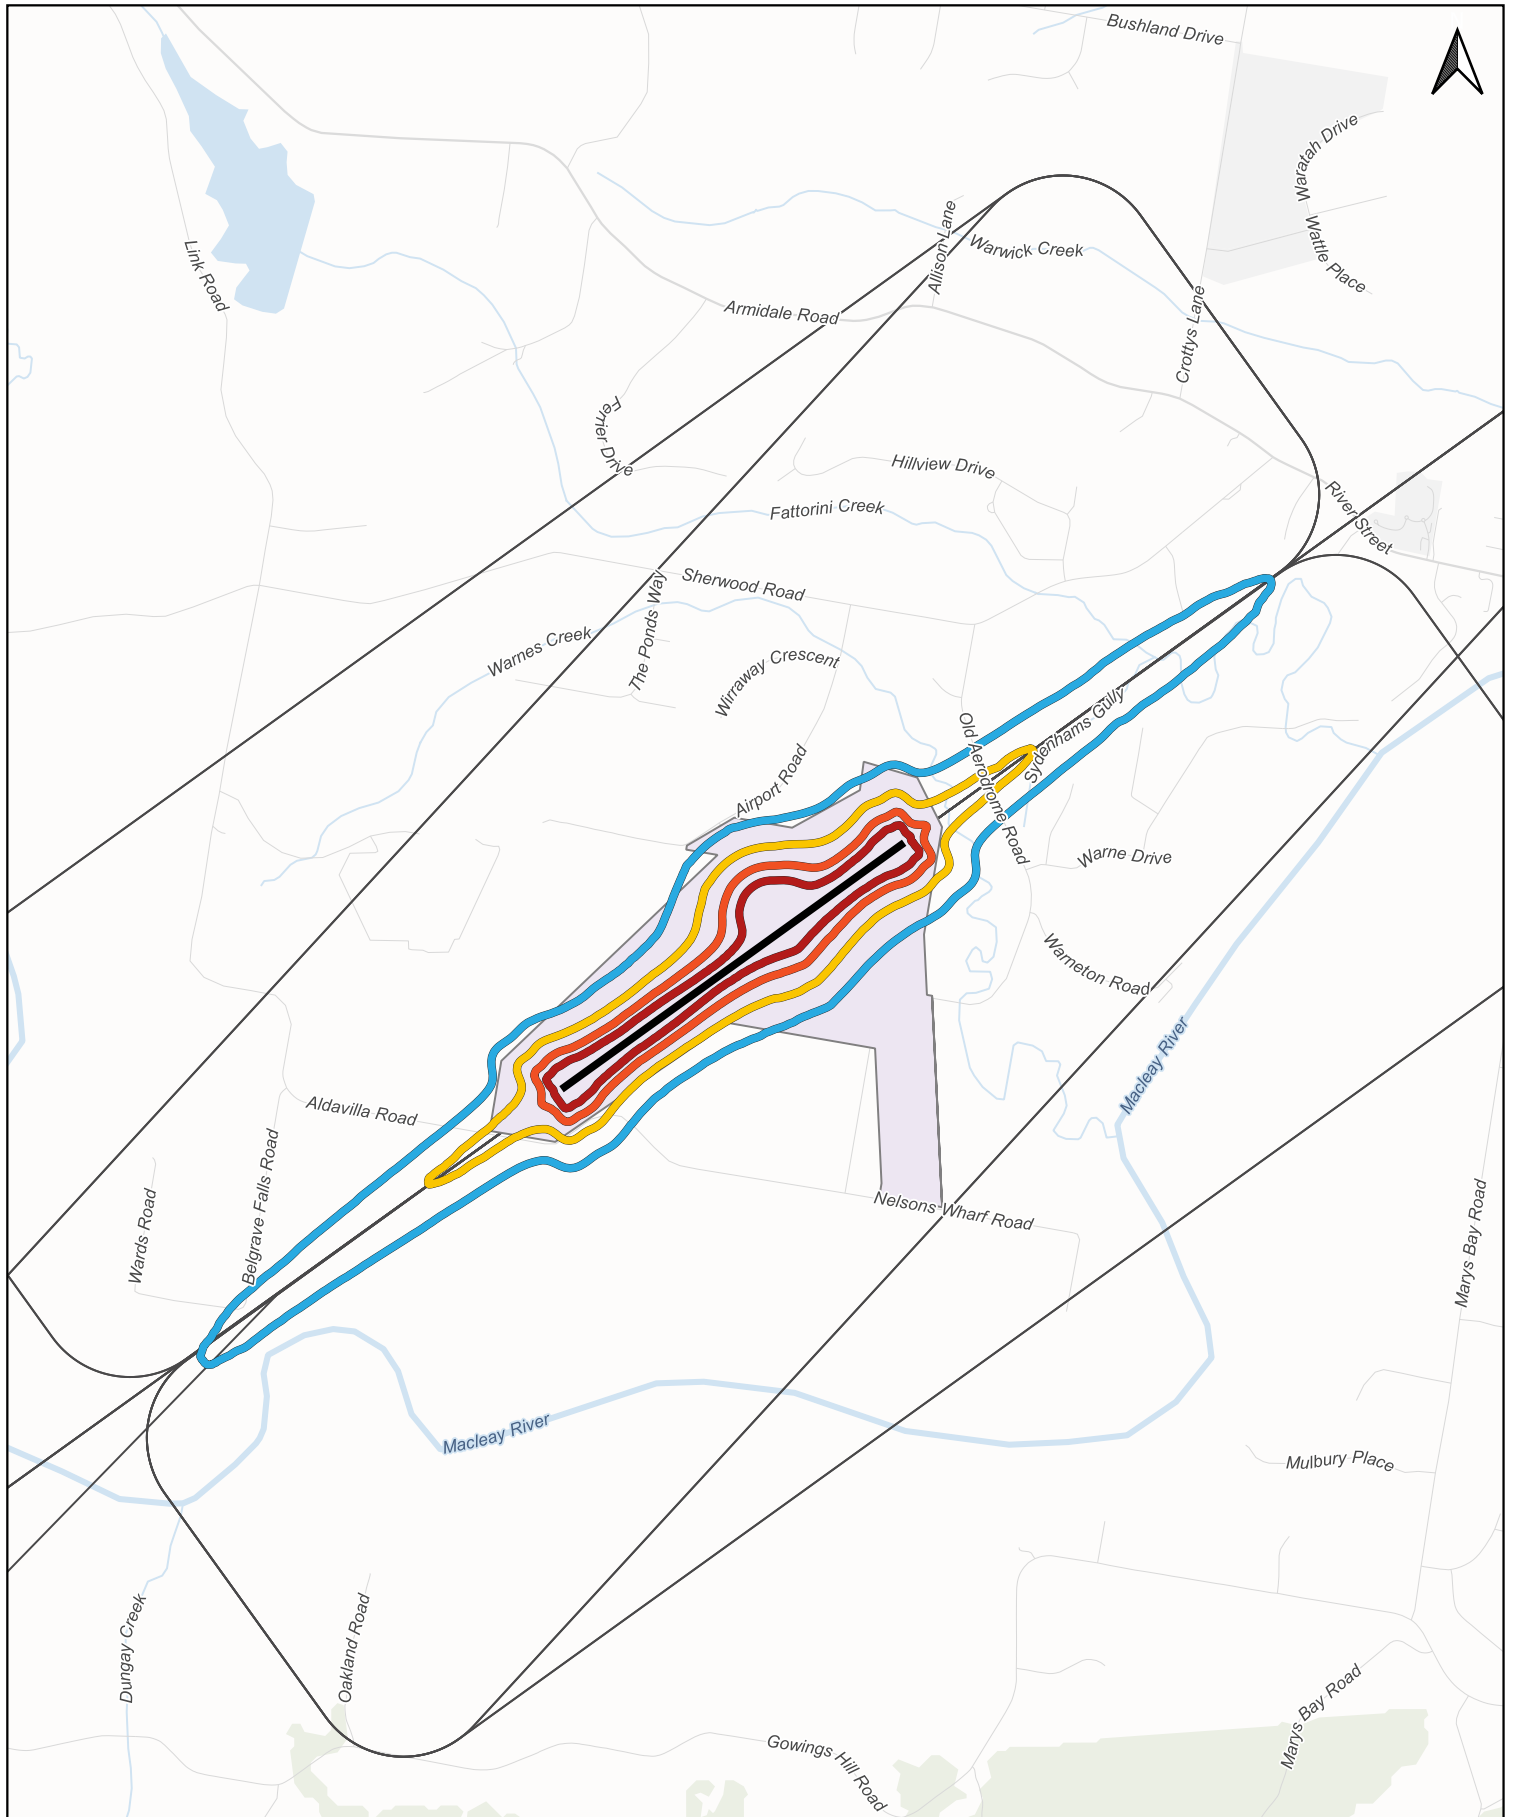 Bushland Drive
Waratah Drive
Wattle Place
Allison Lane
Warwick Creek
Link Road
Armidale Road
Crottys Lane
Ferrier Drive
Hillview Drive
Fattorini Creek
River Street
Sherwood Road
The Ponds Way
Warnes Creek
Wirraway Crescent
Sydenhams Gully
Old Aerodrome Road
Airport Road
Warne Drive
Warneton Road
Macleay River
Aldavilla Road
Belgrave Falls Road
Wards Road
Nelsons Wharf Road
Marys Bay Road
Macleay River
Mulbury Place
Dungay Creek
Oakland Road
Marys Bay Road
Gowings Hill Road